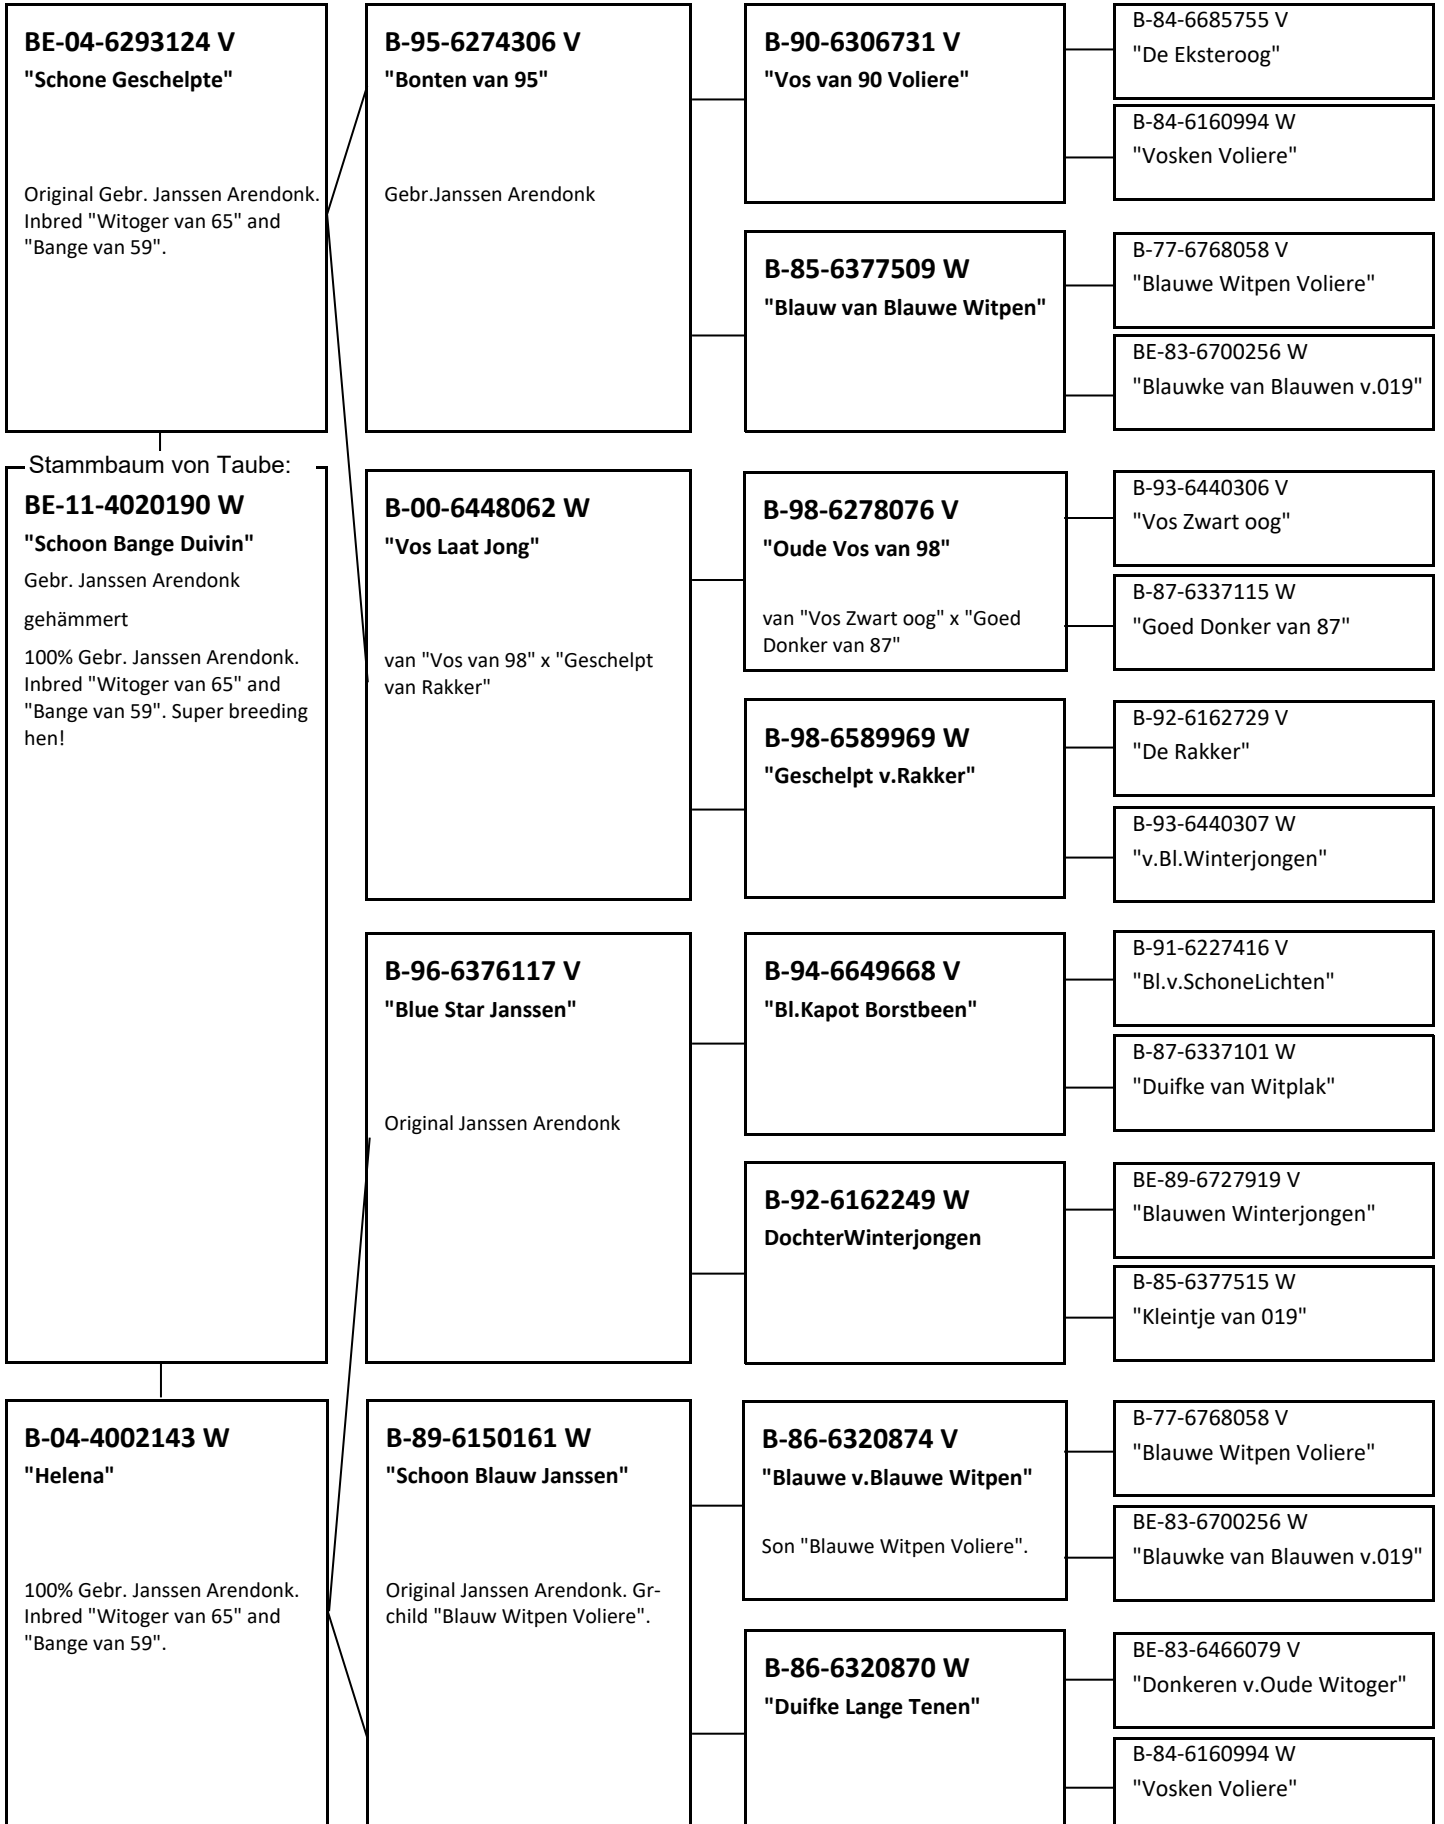 BE-04-6293124 V
"Schone Geschelpte"
Original Gebr. Janssen Arendonk.
Inbred "Witoger van 65" and
"Bange van 59".
Stammbaum von Taube:
BE-11-4020190 W
"Schoon Bange Duivin"
Gebr. Janssen Arendonk
gehämmert
100% Gebr. Janssen Arendonk.
Inbred "Witoger van 65" and
"Bange van 59". Super breeding
hen!
B-04-4002143 W
"Helena"
100% Gebr. Janssen Arendonk.
Inbred "Witoger van 65" and
"Bange van 59".
B-95-6274306 V
"Bonten van 95"
Gebr.Janssen Arendonk
B-00-6448062 W
"Vos Laat Jong"
van "Vos van 98" x "Geschelpt
van Rakker"
B-96-6376117 V
"Blue Star Janssen"
Original Janssen Arendonk
B-89-6150161 W
"Schoon Blauw Janssen"
Original Janssen Arendonk. Gr-
child "Blauw Witpen Voliere".
B-90-6306731 V
"Vos van 90 Voliere"
B-85-6377509 W
"Blauw van Blauwe Witpen"
B-98-6278076 V
"Oude Vos van 98"
van "Vos Zwart oog" x "Goed
Donker van 87"
B-98-6589969 W
"Geschelpt v.Rakker"
B-94-6649668 V
"Bl.Kapot Borstbeen"
B-92-6162249 W
DochterWinterjongen
B-86-6320874 V
"Blauwe v.Blauwe Witpen"
Son "Blauwe Witpen Voliere".
B-86-6320870 W
"Duifke Lange Tenen"
B-84-6685755 V
"De Eksteroog"
B-84-6160994 W
"Vosken Voliere"
B-77-6768058 V
"Blauwe Witpen Voliere"
BE-83-6700256 W
"Blauwke van Blauwen v.019"
B-93-6440306 V
"Vos Zwart oog"
B-87-6337115 W
"Goed Donker van 87"
B-92-6162729 V
"De Rakker"
B-93-6440307 W
"v.Bl.Winterjongen"
B-91-6227416 V
"Bl.v.SchoneLichten"
B-87-6337101 W
"Duifke van Witplak"
BE-89-6727919 V
"Blauwen Winterjongen"
B-85-6377515 W
"Kleintje van 019"
B-77-6768058 V
"Blauwe Witpen Voliere"
BE-83-6700256 W
"Blauwke van Blauwen v.019"
BE-83-6466079 V
"Donkeren v.Oude Witoger"
B-84-6160994 W
"Vosken Voliere"